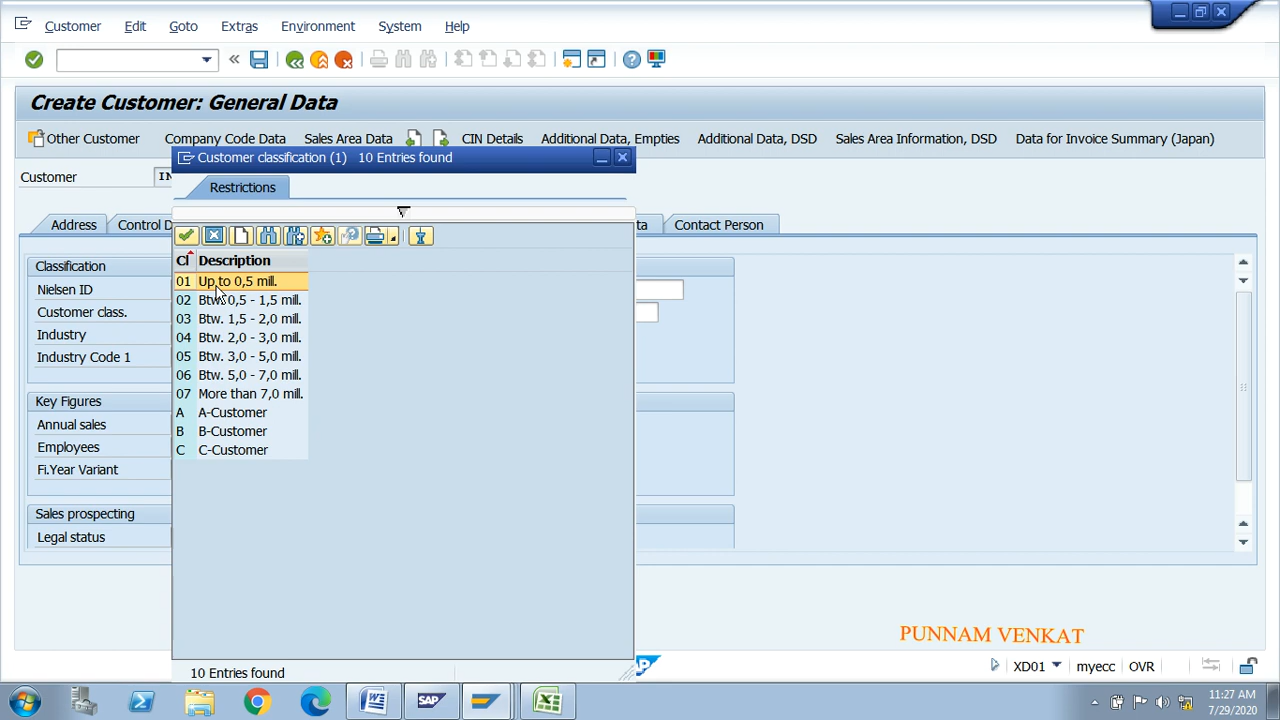 Customer Edit Goto Extras Environment System Help
Create Customer: General Data
Other Customer Company Code Data Sales Area Data CIN Details Additional Data, Empties Additional Data, DSD Sales Area Information, DSD Data for Invoice Summary (Japan)
Customer classification (1) 10 Entries found
Customer
Restrictions
Address Control D ta Contact Person
Cl Description
Classification
01 Up to 0,5 mill.
Nielsen ID
02 Btw. 0,5 - 1,5 mill.
Customer class.
03 Btw. 1,5 - 2,0 mill.
Industry
04 Btw. 2,0 - 3,0 mill.
Industry Code 1
05 Btw. 3,0 - 5,0 mill.
06 Btw. 5,0 - 7,0 mill.
07 More than 7,0 mill.
Key Figures
A A-Customer
Annual sales
B B-Customer
Employees
C C-Customer
Fi.Year Variant
Sales prospecting
Legal status
PUNNAM VENKAT
10 Entries found
SAP
XD01 myecc OVR
SAP
11:27 AM
7/29/2020